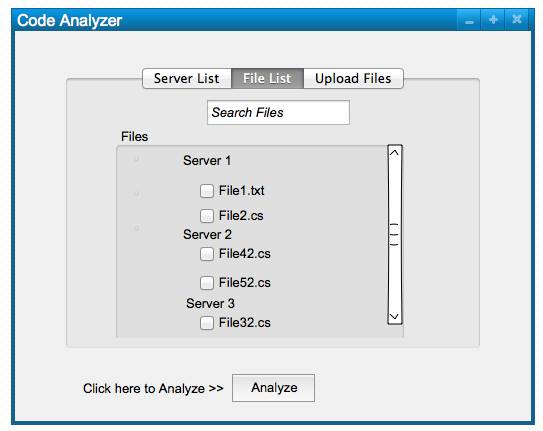 Code Analyzer
Server List File List Upload Files
Search Files
Files
Server 1
File1.txt
File2.cs
Server 2
File42.cs
File52.cs
Server 3
File32.cs
Click here to Analyze >> Analyze